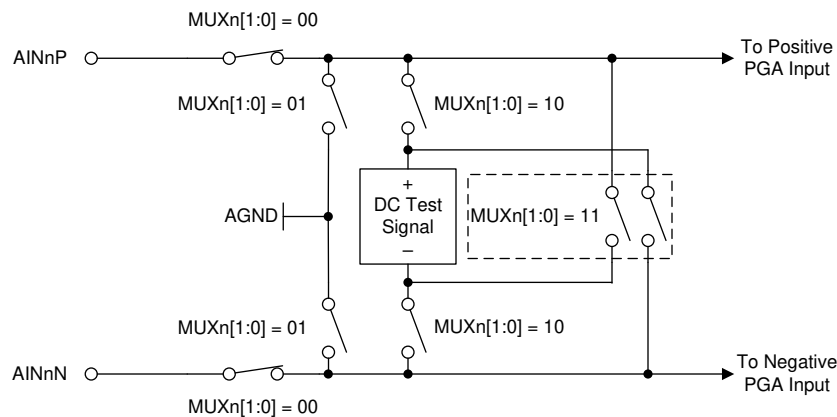 MUXn[1:0] = 00
AINnP
To Positive
PGA Input
MUXn[1:0] = 01
MUXn[1:0] = 10
+
DC Test
Signal
–
AGND
MUXn[1:0] = 11
MUXn[1:0] = 01
MUXn[1:0] = 10
AINnN
To Negative
PGA Input
MUXn[1:0] = 00